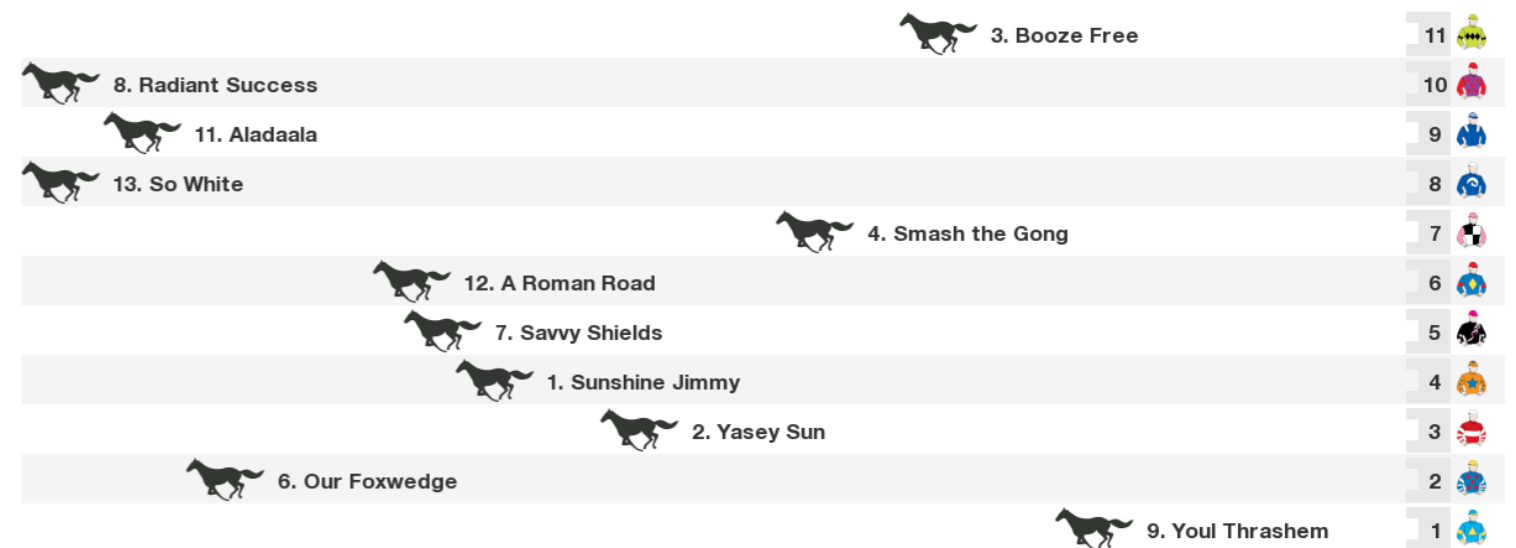 3. Booze Free 11
8. Radiant Success 10
11. Aladaala 9
13. So White 8
4. Smash the Gong 7
12. A Roman Road 6
7. Savvy Shields 5
1. Sunshine Jimmy 4
2. Yasey Sun 3
6. Our Foxwedge 2
9. Youl Thrashem 1